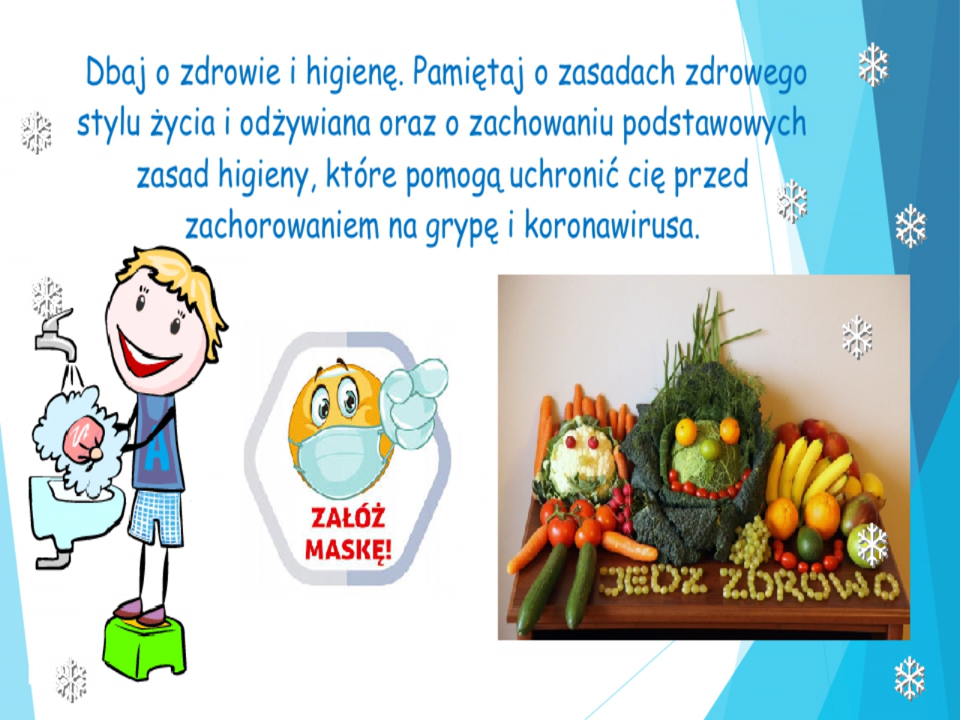 Dbaj o zdrowie i higienę. Pamiętaj o zasadach zdrowego
stylu życia i odżywiana oraz o zachowaniu podstawowych
zasad higieny, które pomogą uchronić cię przed
zachorowaniem na grypę i koronawirusa.
A
ZAŁÓŻ
MASKĘ!
JEDZ ZDROWO